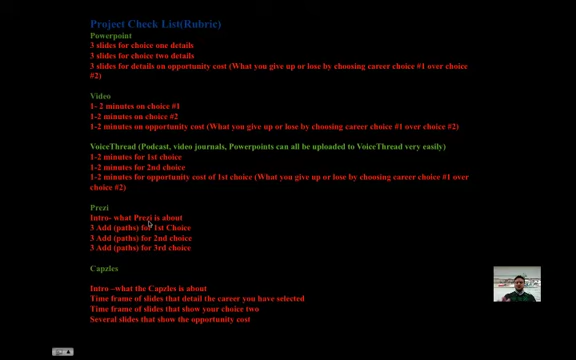 Project Check List(Rubric)
Powerpoint
3 slides for choice one details
3 slides for choice two details
3 slides for details on opportunity cost (What you give up or lose by choosing career choice #1 over choice
#2)
Video
1- 2 minutes on choice #1
1-2 minutes on choice #2
1-2 minutes on opportunity cost (What you give up or lose by choosing career choice #1 over choice #2)
VoiceThread (Podcast, video journals, Powerpoints can all be uploaded to VoiceThread very easily)
1-2 minutes for 1st choice
1-2 minutes for 2nd choice
1-2 minutes for opportunity cost of 1st choice (What you give up or lose by choosing career choice #1 over
choice #2)
Prezi
Intro- what Prezi is about
3 Add (paths) for 1st Choice
3 Add (paths) for 2nd choice
3 Add (paths) for 3rd choice
Capzles
Intro –what the Capzles is about
Time frame of slides that detail the career you have selected
Time frame of slides that show your choice two
Several slides that show the opportunity cost